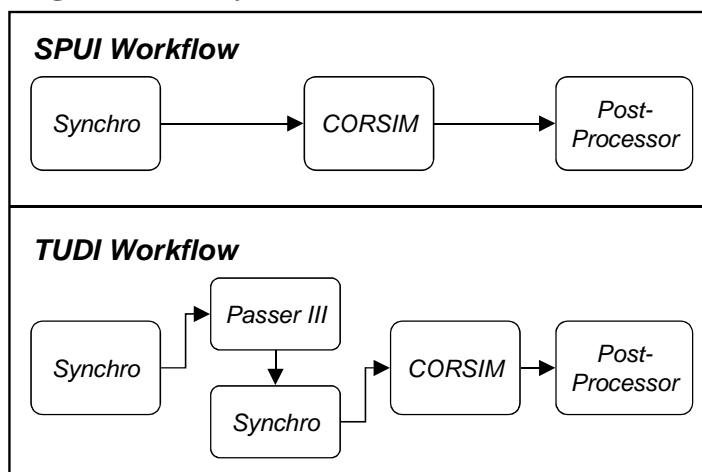 SPUI Workflow
Synchro
CORSIM
Post-
Processor
TUDI Workflow
Synchro
Passer III
Synchro
CORSIM
Post-
Processor